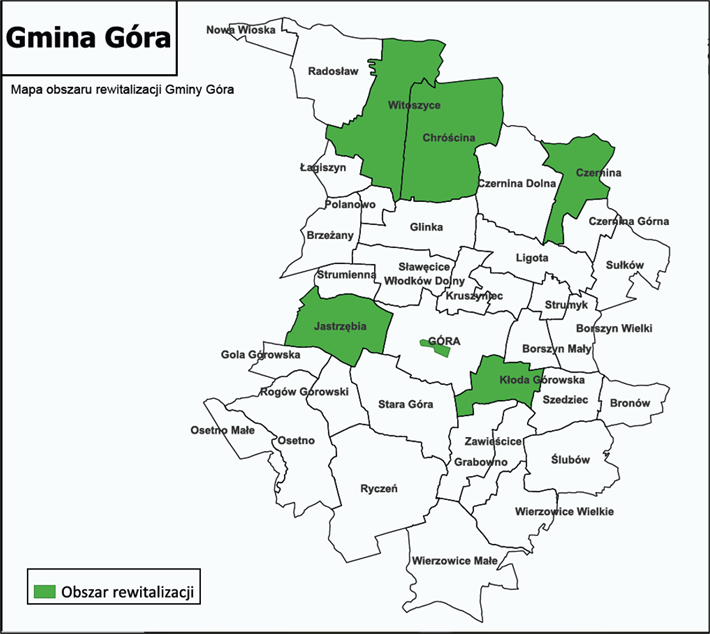 Gmina Góra
Mapa obszaru rewitalizacji Gminy Góra
Nowa Wioska
Radosław
Witoszyce
Chróścina
Łagiszyn
Czernina
Czernina Dolna
Polanowo
Czernina Górna
Brzeżany
Glinka
Ligota
Sułków
Sławęcice
Strumienna
Włodków Dolny
Kruszyniec
Strumyk
Jastrzębia
Borszyn Wielki
GÓRA
Borszyn Mały
Gola Górowska
Kłoda Górowska
Rogów Górowski
Szedziec
Bronów
Stara Góra
Osetno Małe
Osetno
Zawieścice
Grabowno
Ślubów
Ryczeń
Wierzowice Wielkie
Wierzowice Małe
Obszar rewitalizacji